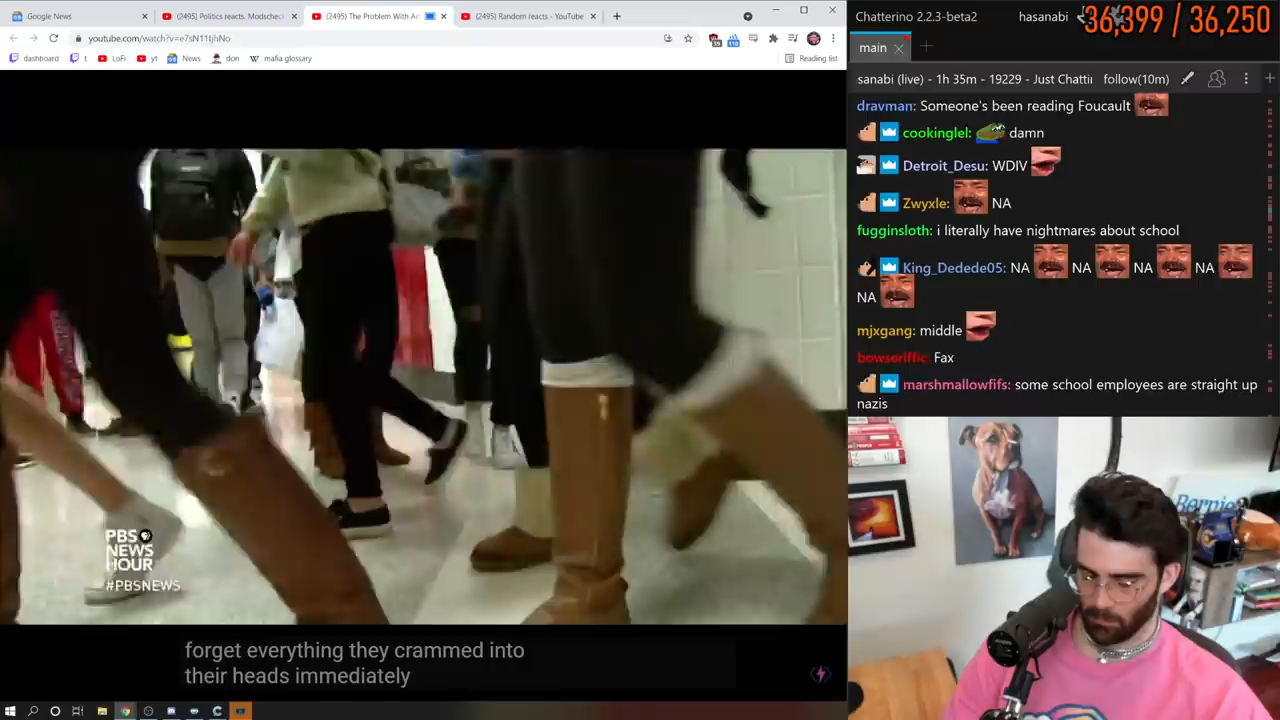 Google News
(2495) Politics reacts. Modsched
(2495) The Problem With Am
(2495) Random reacts - YouTube
youtube.com/watch?v=e7sN11tjhNo
dashboard
t
LoFi
yt
News
don
mafia glossary
Reading list
PBS
NEWS
HOUR
#PBSNEWS
forget everything they crammed into
their heads immediately
Chatterino 2.2.3-beta2
hasanabi
36,399 / 36,250
main
sanabi (live) - 1h 35m - 19229 - Just Chattii
follow(10m)
dravman: Someone's been reading Foucault
cookinglel: damn
Detroit_Desu: WDIV
Zwyxle: NA
fugginsloth: i literally have nightmares about school
King_Dedede05: NA NA NA NA
NA
mjxgang: middle
bowseriffic: Fax
marshmallowfifs: some school employees are straight up
nazis
Bernie